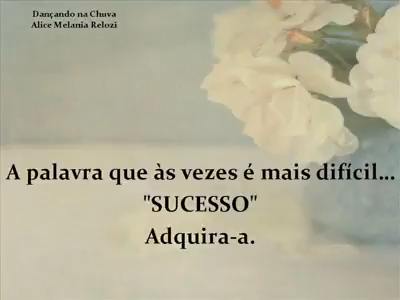 Dançando na Chuva
Alice Melania Relozi
A palavra que às vezes é mais difícil...
"SUCESSO"
Adquira-a.